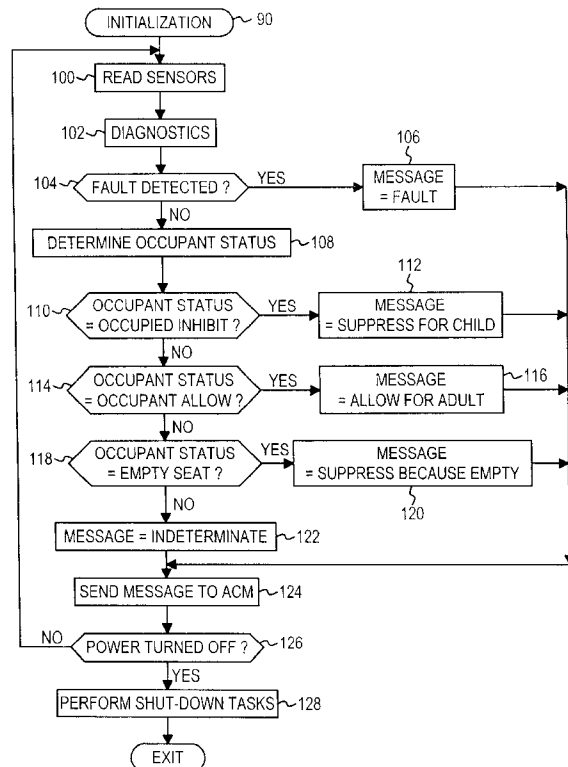 INITIALIZATION 90
100 READ SENSORS
102 DIAGNOSTICS
106
104 FAULT DETECTED ? YES MESSAGE
= FAULT
NO
DETERMINE OCCUPANT STATUS 108
112
110 OCCUPANT STATUS
= OCCUPIED INHIBIT ? YES MESSAGE
= SUPPRESS FOR CHILD
NO
114 OCCUPANT STATUS
= OCCUPANT ALLOW ? YES MESSAGE
= ALLOW FOR ADULT 116
NO
118 OCCUPANT STATUS
= EMPTY SEAT ? YES MESSAGE
= SUPPRESS BECAUSE EMPTY
120
NO
MESSAGE = INDETERMINATE 122
SEND MESSAGE TO ACM 124
NO POWER TURNED OFF ? 126
YES
PERFORM SHUT-DOWN TASKS 128
EXIT